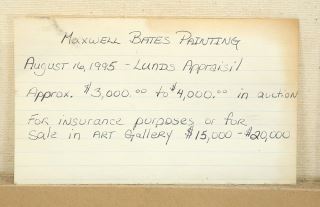 Maxwell Bates Painting
August 16, 1995 - Lunds Appraisil
Approx. $3,000.00 to $4,000.00 in auction
For insurance purposes or for
sale in Art Gallery $15,000 - $20,000